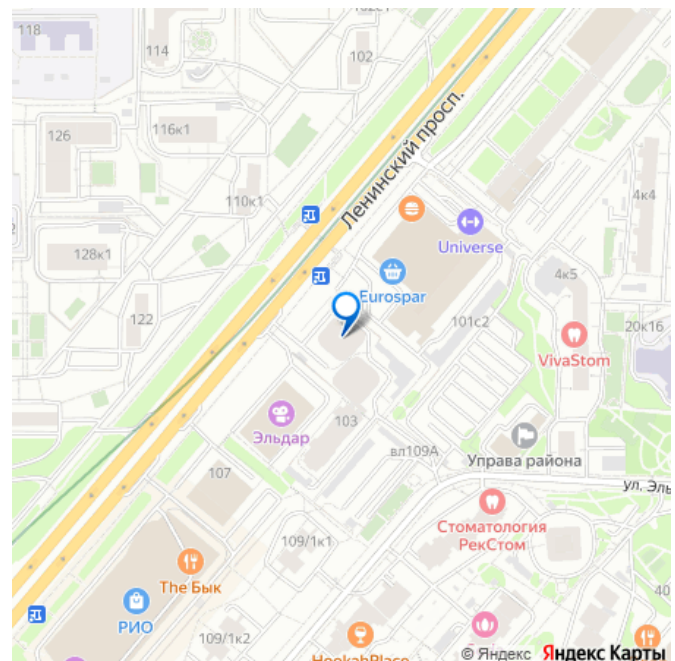 118
102с1
114
102
126
116к1
Ленинский просп.
110к1
4к4
Universe
128к1
4к5
Eurospar
122
101с2
20к16
VivaStom
Эльдар
103
вл109А
Управа района
107
ул. Эль
Стоматология
РекСтом
109/1к1
The Бык
40
РИО
109/1к2
HookahPlace
© Яндекс Яндекс Карты